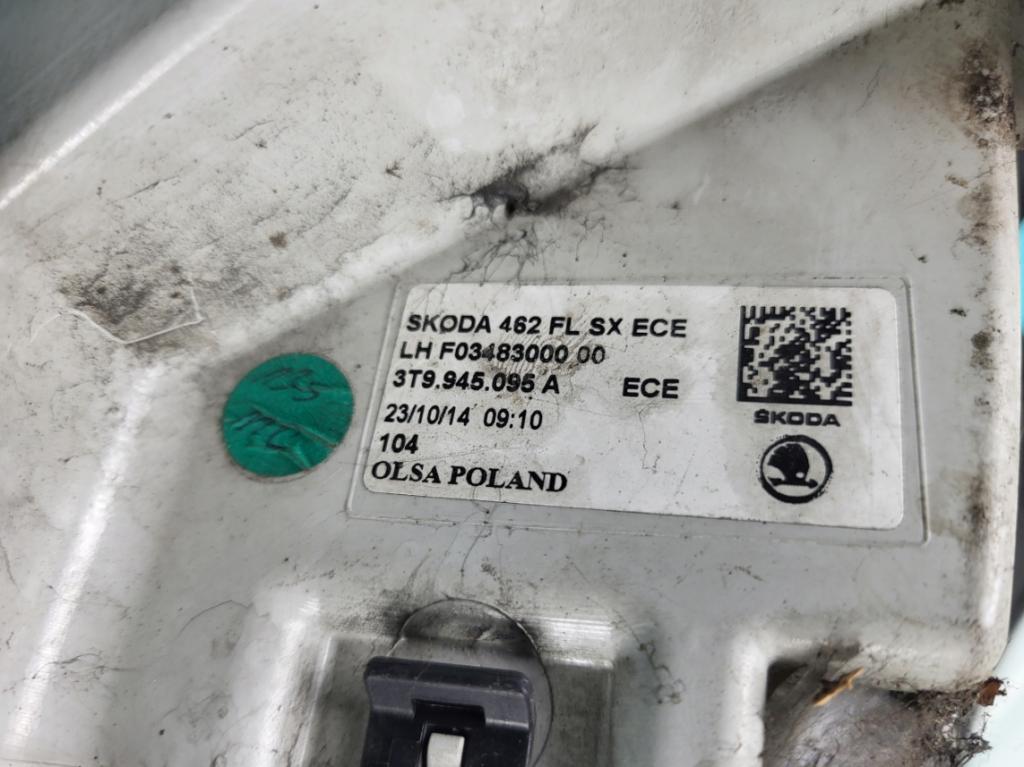 SKODA 462 FL SX ECE
LH F03483000 00
3T9.945.095 A ECE
23/10/14 09:10
104
OLSA POLAND
ŠKODA